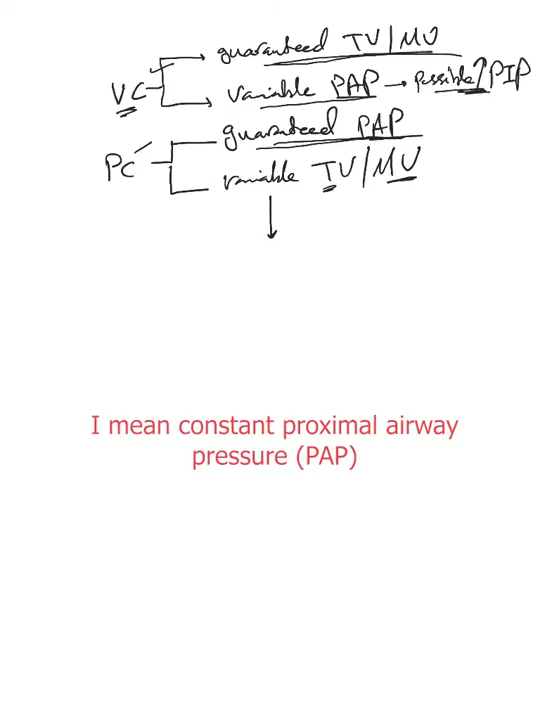 guaranteed TV/MV
VC
variable PAP → possible ↑ PIP
guaranteed PAP
PC
variable TV/MV
I mean constant proximal airway
pressure (PAP)